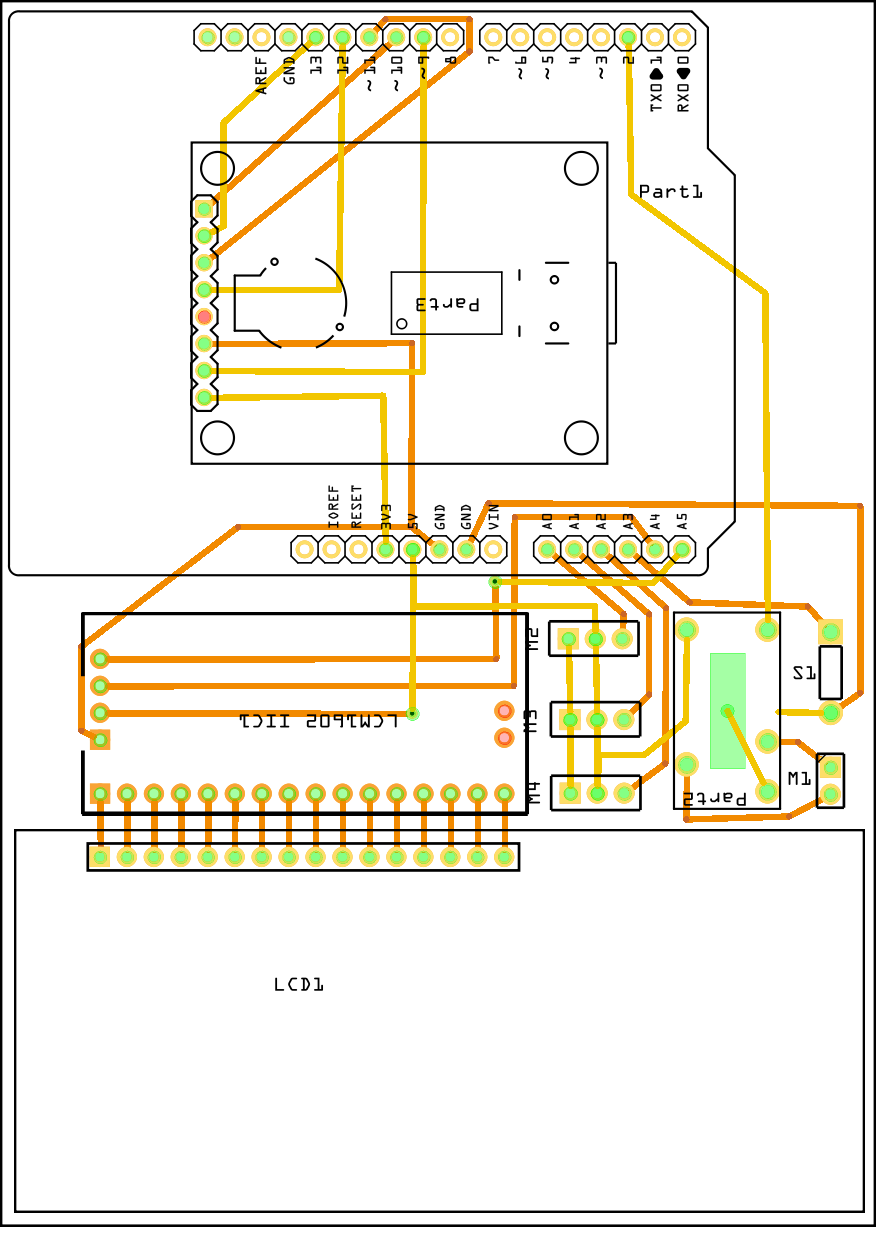 AREF
GND
13
12
~11
~10
~9
8
7
~6
~5
4
~3
2
TX0 1
RX0 0
Part1
Part3
IOREF
RESET
3V3
5V
GND
GND
VIN
A0
A1
A2
A3
A4
A5
M2
LCM1602 IIC1
M3
S1
M4
M1
Part2
LCD1